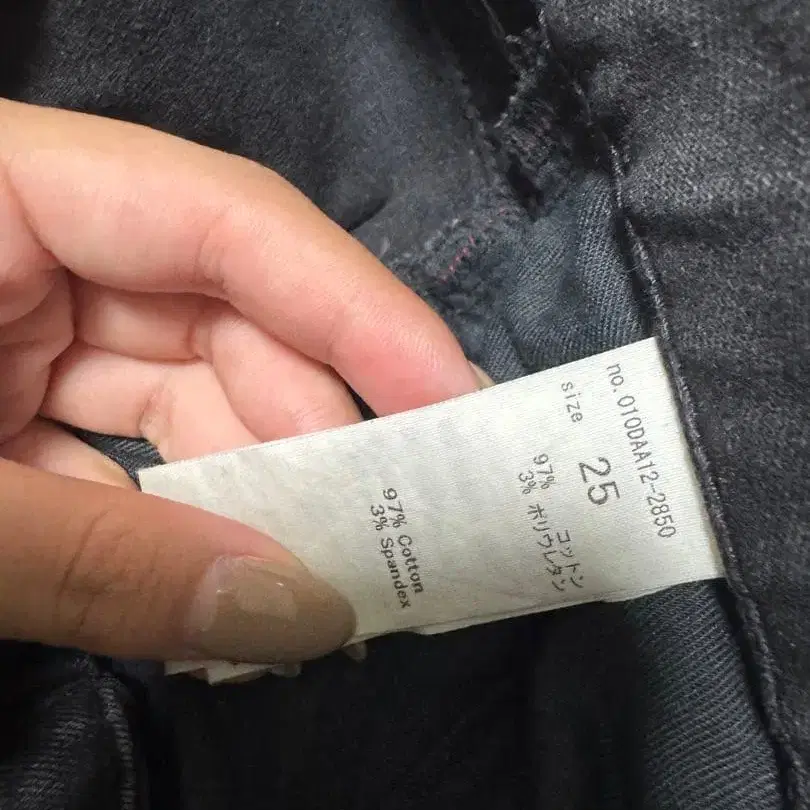 no.010DAA12-2850
size 25
97% コットン
3% ポリウレタン
97% Cotton
3% Spandex